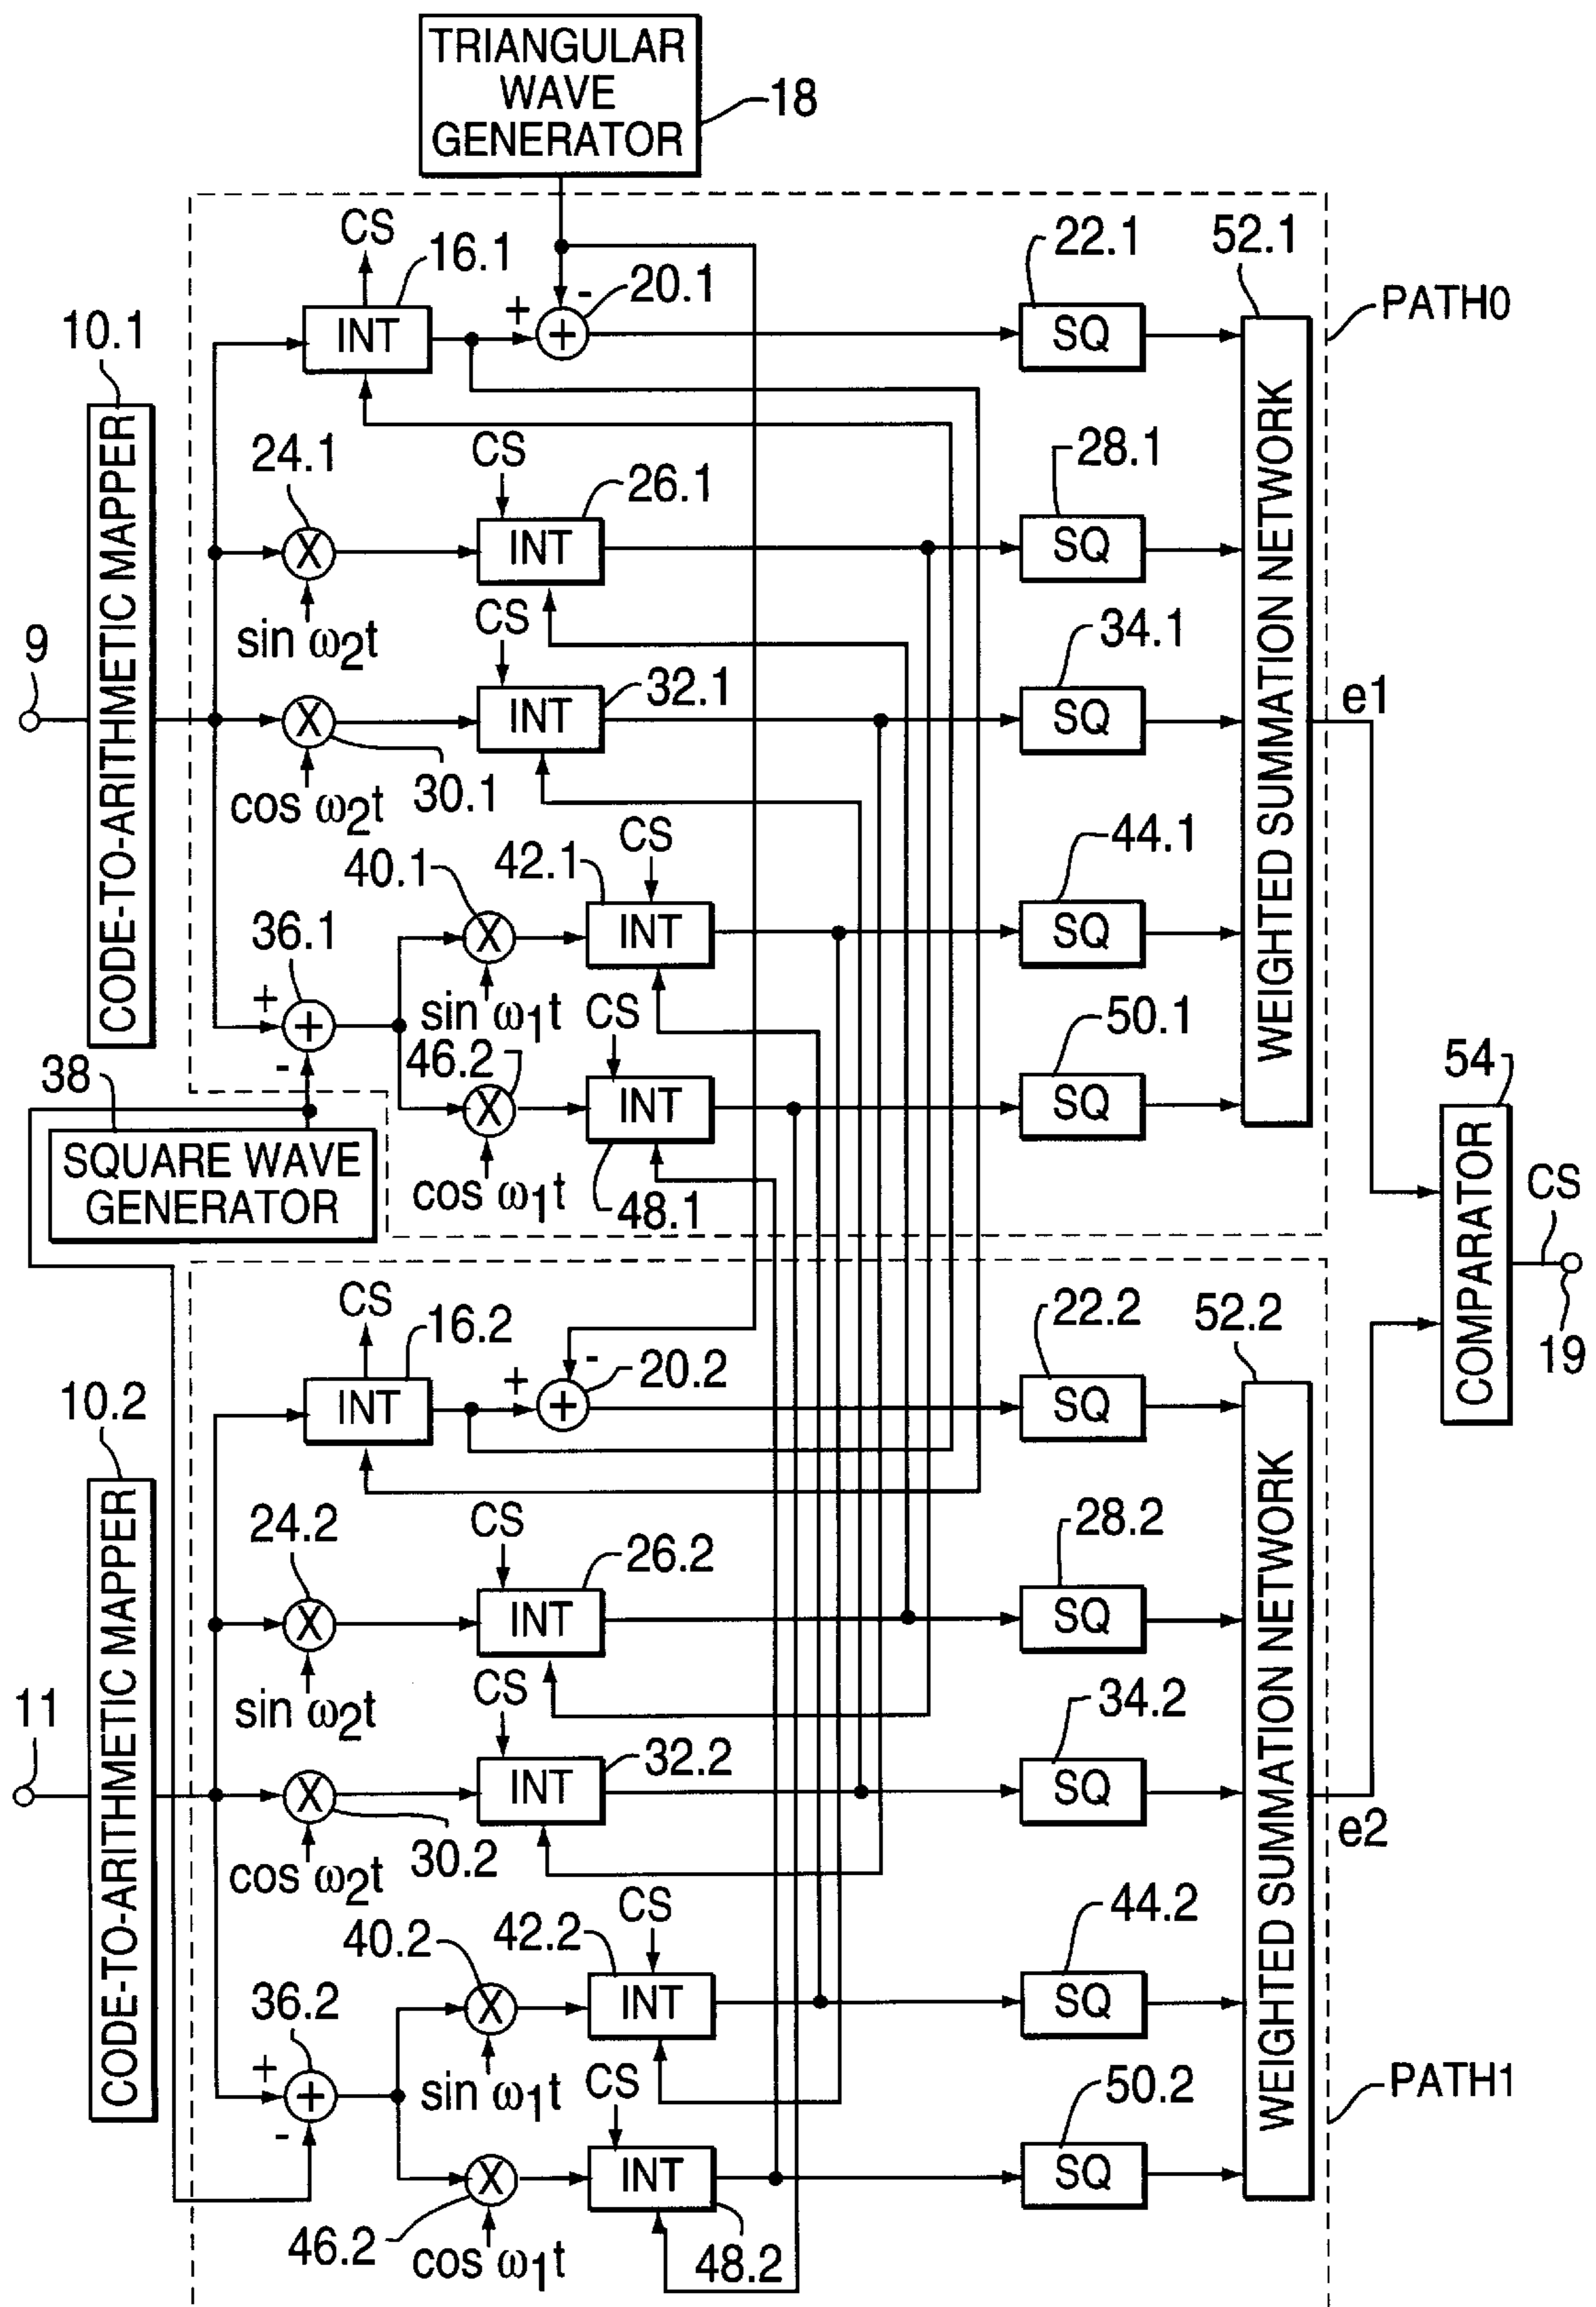 TRIANGULAR
WAVE
GENERATOR
18
CS
16.1
- 20.1
22.1
52.1
PATH0
10.1
INT
+
+
SQ
CODE-TO-ARITHMETIC MAPPER
24.1
CS
26.1
28.1
X
INT
SQ
WEIGHTED SUMMATION NETWORK
sin ω2t
CS
34.1
9
32.1
X
INT
SQ
e1
cos ω2t
30.1
CS
40.1
42.1
44.1
X
INT
SQ
36.1
+
+
-
sin ω1t
CS
50.1
46.2
X
INT
SQ
38
54
SQUARE WAVE
GENERATOR
cos ω1t
48.1
COMPARATOR
CS
19
CS
16.2
- 20.2
22.2
52.2
10.2
INT
+
+
SQ
CODE-TO-ARITHMETIC MAPPER
24.2
CS
26.2
28.2
X
INT
SQ
WEIGHTED SUMMATION NETWORK
sin ω2t
CS
34.2
11
32.2
X
INT
SQ
e2
cos ω2t
30.2
CS
40.2
42.2
44.2
X
INT
SQ
36.2
+
+
-
sin ω1t
CS
50.2
PATH1
X
INT
SQ
46.2
cos ω1t
48.2